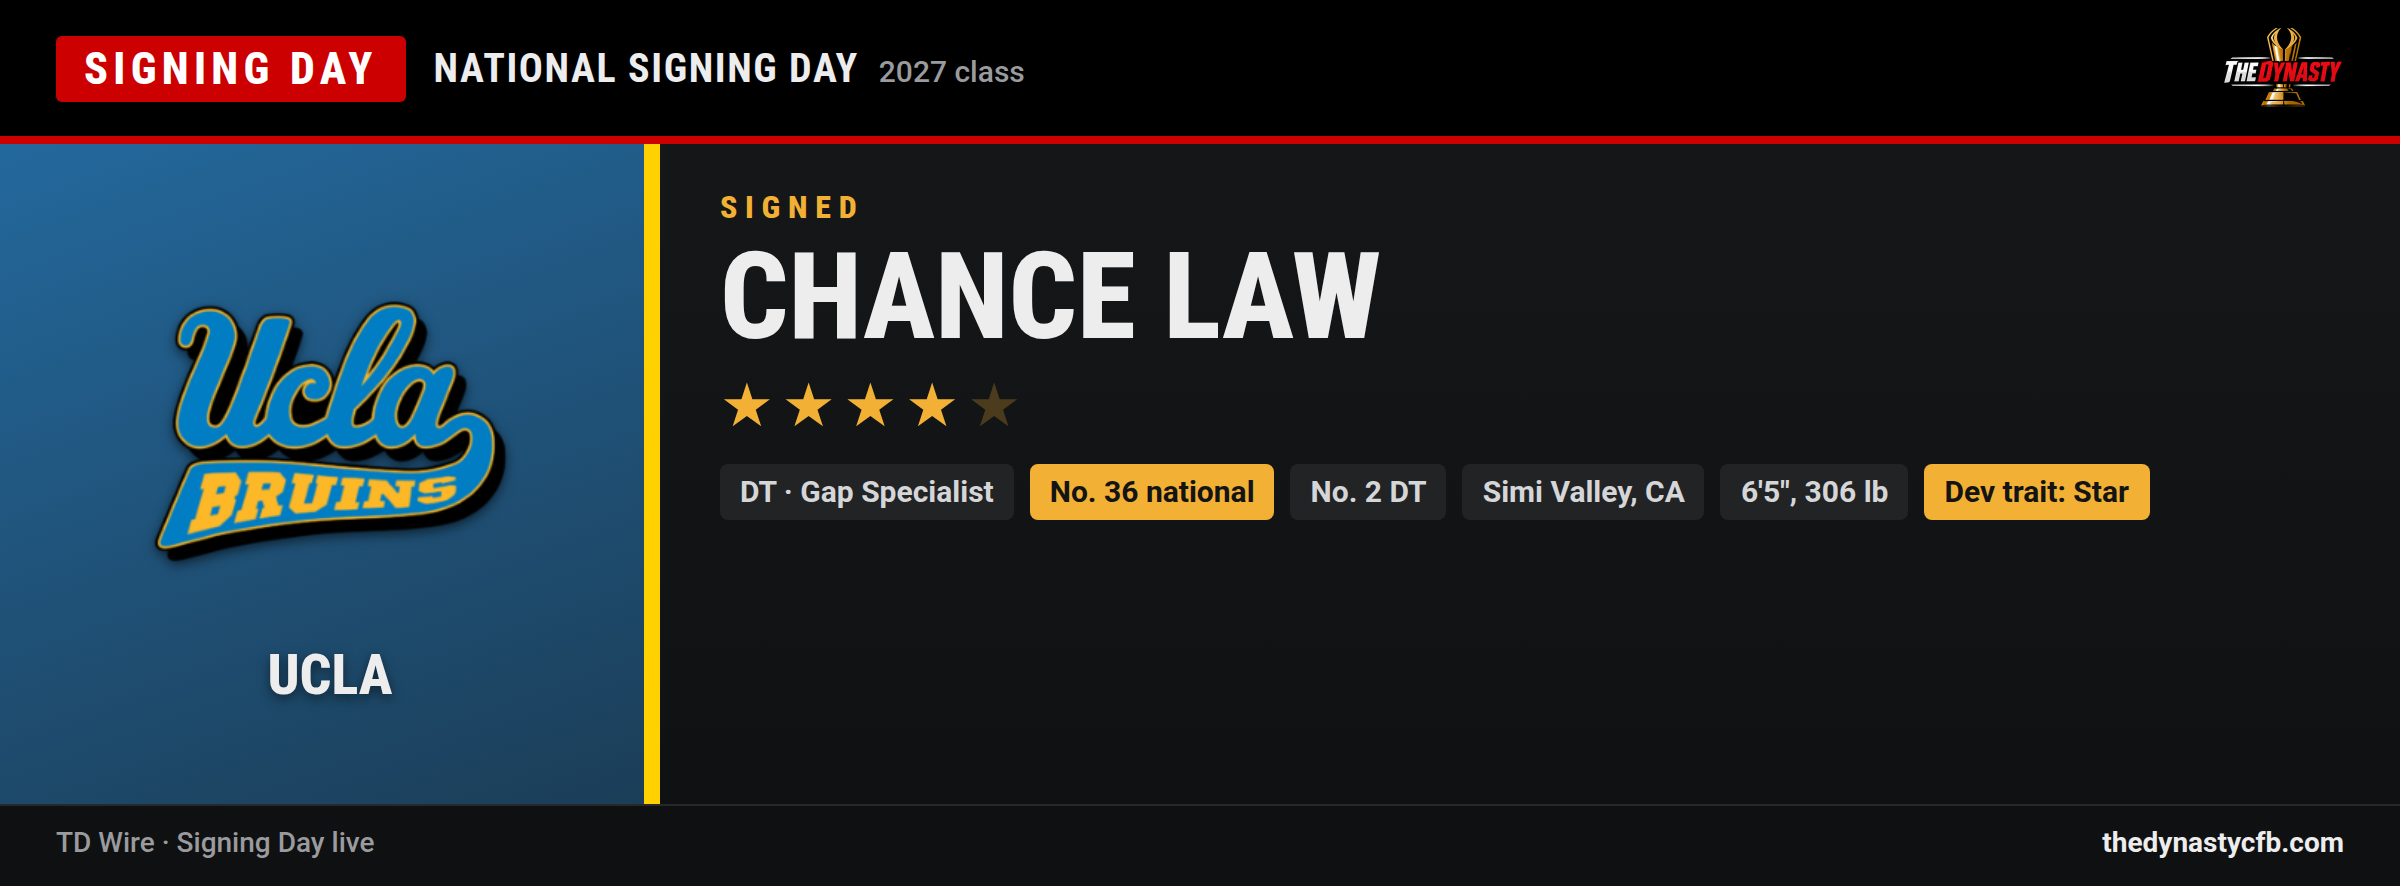 SIGNING DAY NATIONAL SIGNING DAY 2027 class
THE DYNASTY
Ucla
BRUINS
UCLA
SIGNED
CHANCE LAW
DT · Gap Specialist No. 36 national No. 2 DT Simi Valley, CA 6'5", 306 lb Dev trait: Star
TD Wire · Signing Day live
thedynastycfb.com